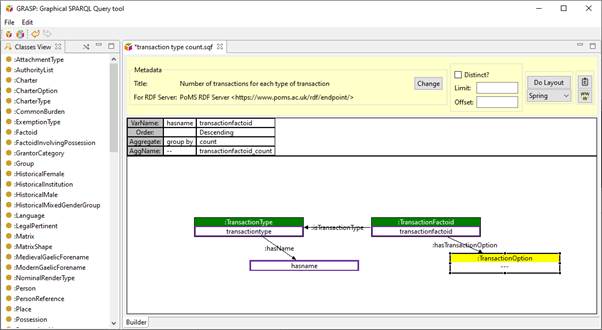 GRASP: Graphical SPARQL Query tool
File Edit
Classes View
*transaction type count.sqf
:AttachmentType
:AuthorityList
:Charter
:CharterOption
:CharterType
:CommonBurden
:ExemptionType
:Factoid
:FactoidInvolvingPossession
:GrantorCategory
:Group
:HistoricalFemale
:HistoricalInstitution
:HistoricalMale
:HistoricalMixedGenderGroup
:Language
:LegalPertinent
:Matrix
:MatrixShape
:MedievalGaelicForename
:ModernGaelicForename
:NominalRenderType
:Person
:PersonReference
:Place
:Possession
Metadata
Title: Number of transactions for each type of transaction
For RDF Server: PoMS RDF Server <https://www.poms.ac.uk/rdf/endpoint/>
Change
Distinct?
Limit:
Offset:
Do Layout
Spring
VarName: hasname transactionfactoid
Order: Descending
Aggregate: group by count
AggName: -- transactionfactoid_count
:TransactionType
transactiontype
:isTransactionType
:TransactionFactoid
transactionfactoid
:hasName
hasname
:hasTransactionOption
:TransactionOption
---
Builder